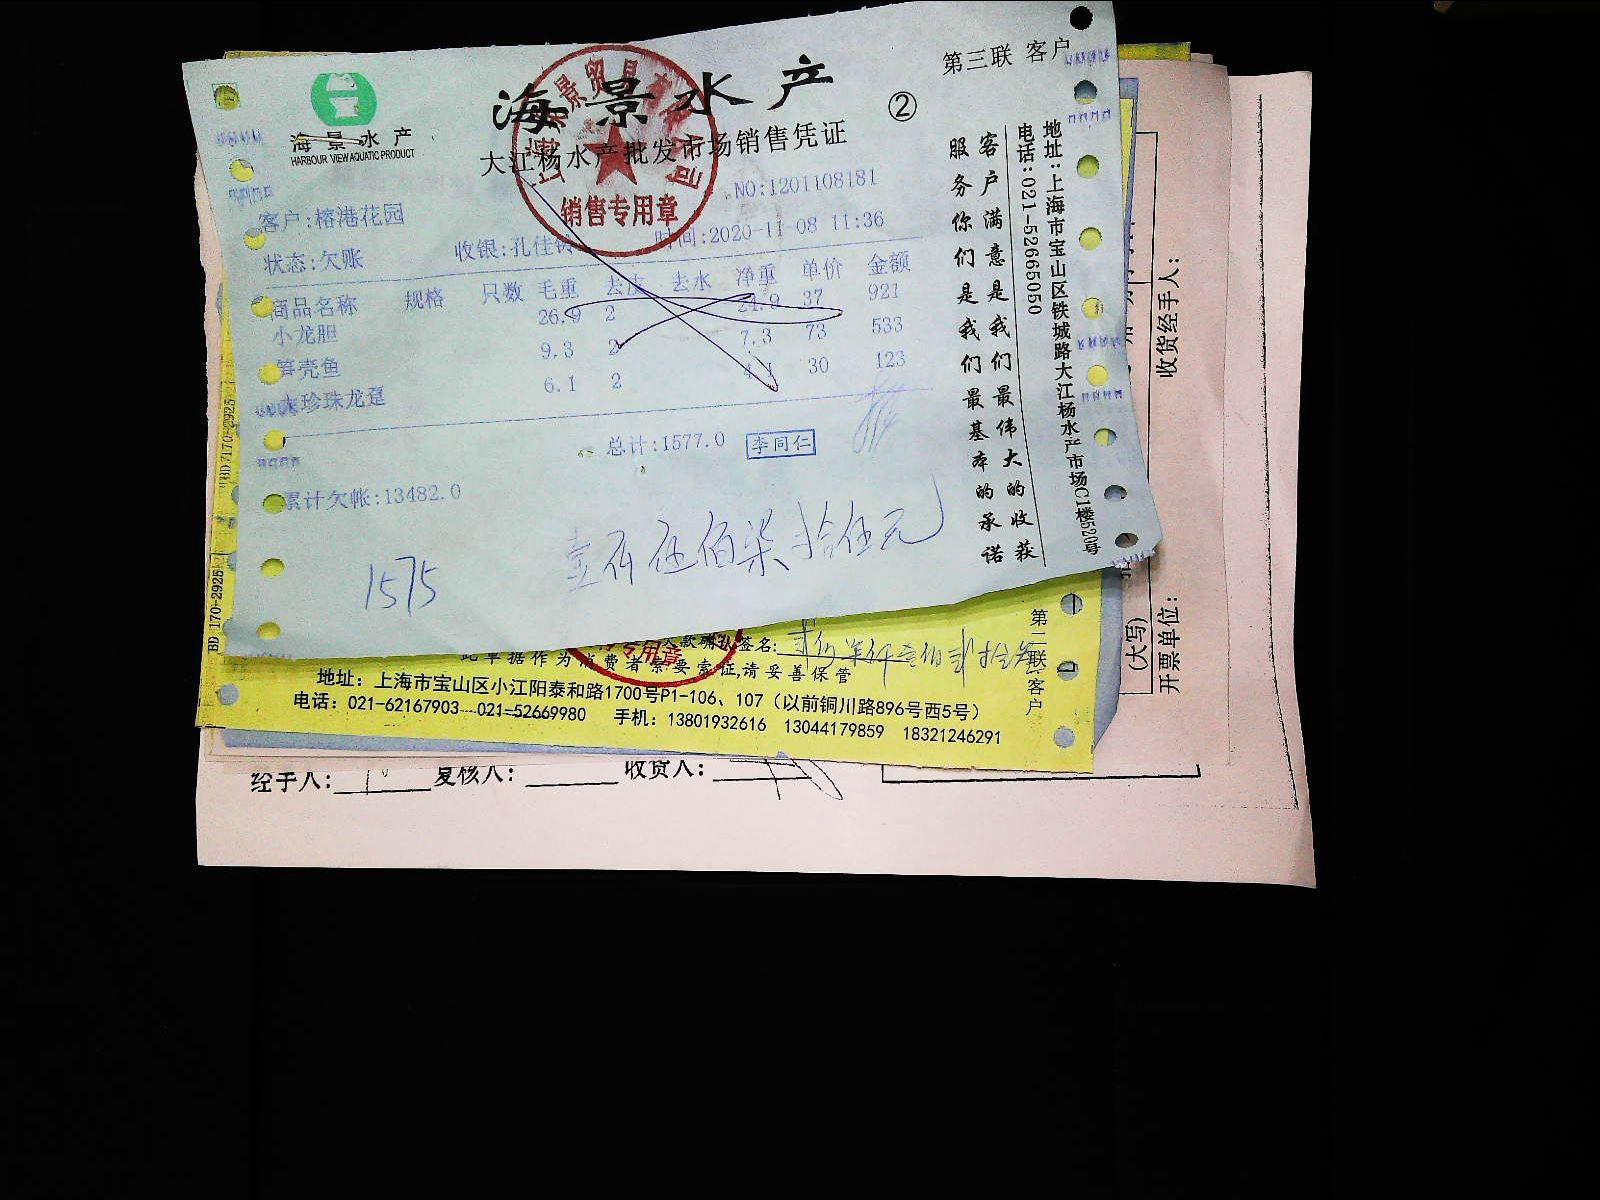 海景水产
HARBOUR VIEW AQUATIC PRODUCT
海景水产
第三联 客户
②
大江杨水产批发市场销售凭证
销售专用章
NO:1201108181
客户:榕港花园
状态:欠账
收银:孔佳
时间:2020-11-08 11:36
商品名称 规格 只数 毛重 去皮 去水 净重 单价 金额
小龙胆 26.9 2 24.9 37 921
笋壳鱼 9.3 2 7.3 73 533
珍珠龙趸 6.1 2 4.1 30 123
总计:1577.0
李同仁
累计欠帐:13482.0
1575
壹仟伍佰柒拾伍元
客户满意是我们最伟大的收获
服务你们是我们最基本的承诺
地址:上海市宝山区铁城路大江杨水产市场C1楼520号
电话:021-52665050
签名:
专用章
此单据作为消费者索要索证,请妥善保管
地址：上海市宝山区小江阳泰和路1700号P1-106、107（以前铜川路896号西5号）
电话：021-62167903 021-52669980 手机：13801932616 13044179859 18321246291
第二联:客户
BD 170-2925
BD 170-2925
经手人: 复核人: 收货人:
收货经手人:
(大写)
开票单位: